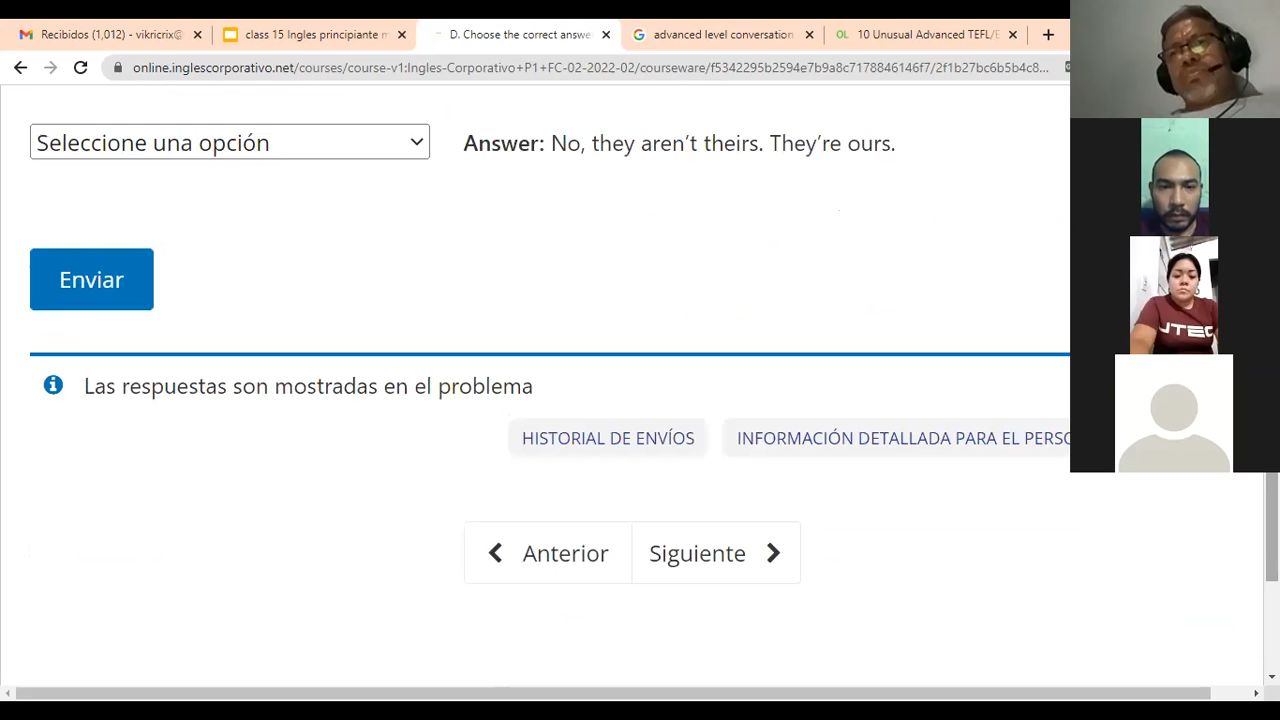 Recibidos (1,012) - vikricrix@
class 15 Ingles principiante m
D. Choose the correct answe
advanced level conversation
OL 10 Unusual Advanced TEFL/E
online.inglescorporativo.net/courses/course-v1:Ingles-Corporativo+P1+FC-02-2022-02/courseware/f5342295b2594e7b9a8c7178846146f7/2f1b27bc6b5b4c8...
Seleccione una opción
Answer: No, they aren’t theirs. They’re ours.
Enviar
Las respuestas son mostradas en el problema
HISTORIAL DE ENVÍOS
INFORMACIÓN DETALLADA PARA EL PERSO
Anterior
Siguiente
UTEC